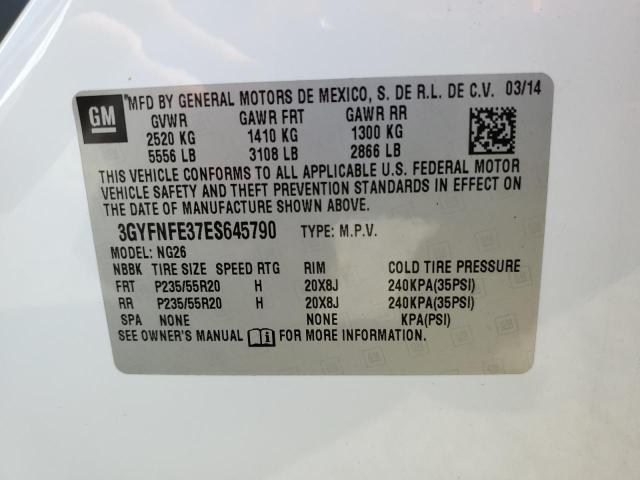 GM
"MFD BY GENERAL MOTORS DE MEXICO, S. DE R.L. DE C.V. 03/14
GVWR GAWR FRT GAWR RR
2520 KG 1410 KG 1300 KG
5556 LB 3108 LB 2866 LB
THIS VEHICLE CONFORMS TO ALL APPLICABLE U.S. FEDERAL MOTOR
VEHICLE SAFETY AND THEFT PREVENTION STANDARDS IN EFFECT ON
THE DATE OF MANUFACTURE SHOWN ABOVE.
3GYFNFE37ES645790 TYPE: M.P.V.
MODEL: NG26
NBBK TIRE SIZE SPEED RTG RIM COLD TIRE PRESSURE
FRT P235/55R20 H 20X8J 240KPA(35PSI)
RR P235/55R20 H 20X8J 240KPA(35PSI)
SPA NONE NONE KPA(PSI)
SEE OWNER'S MANUAL FOR MORE INFORMATION.